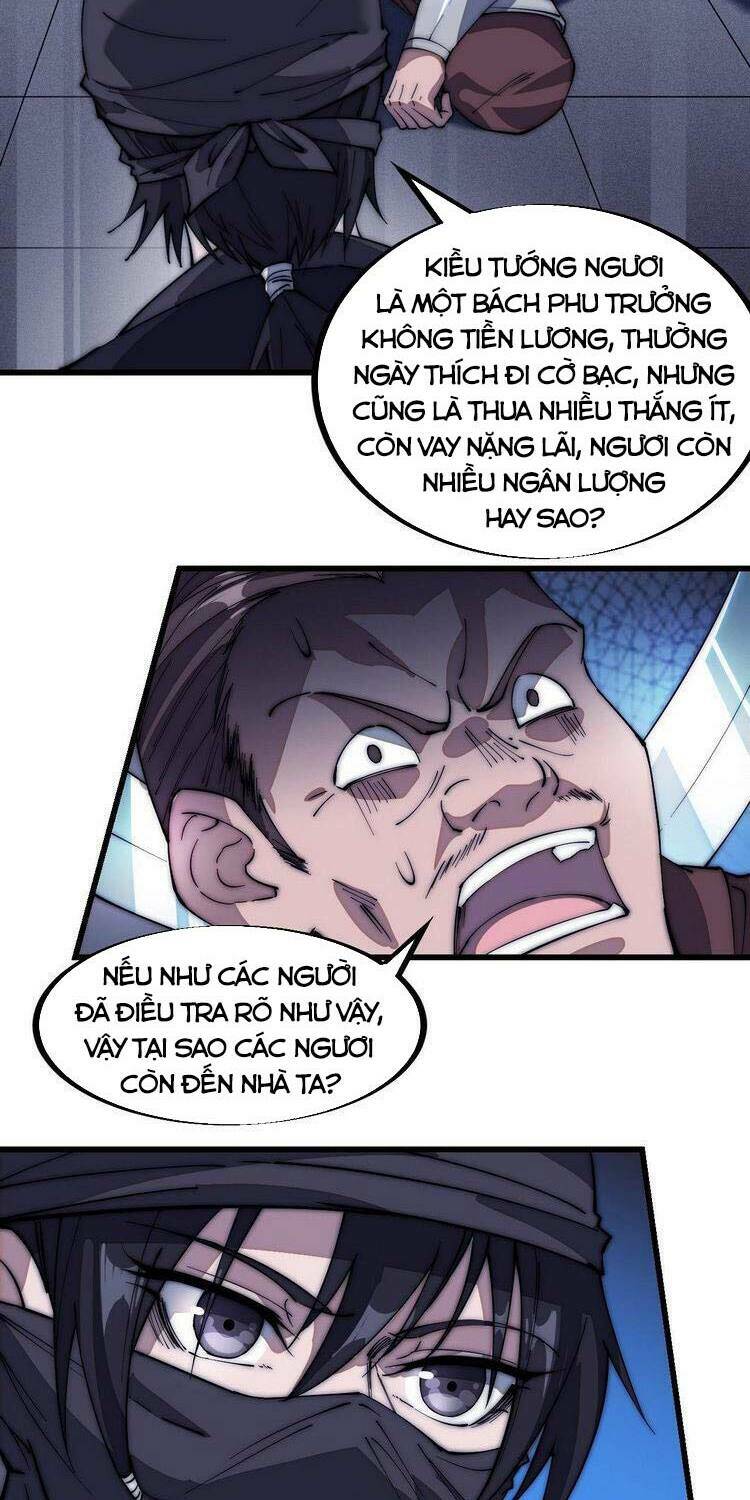 KIỀU TƯỚNG NGƯƠI
LÀ MỘT BÁCH PHU TRƯỞNG
KHÔNG TIỀN LƯƠNG, THƯỜNG
NGÀY THÍCH ĐI CỜ BẠC, NHƯNG
CŨNG LÀ THUA NHIỀU THẮNG ÍT,
CÒN VAY NẶNG LÃI, NGƯƠI CÒN
NHIỀU NGÂN LƯỢNG
HAY SAO?
NẾU NHƯ CÁC NGƯỜI
ĐÃ ĐIỀU TRA RÕ NHƯ VẬY,
VẬY TẠI SAO CÁC NGƯƠI
CÒN ĐẾN NHÀ TA?